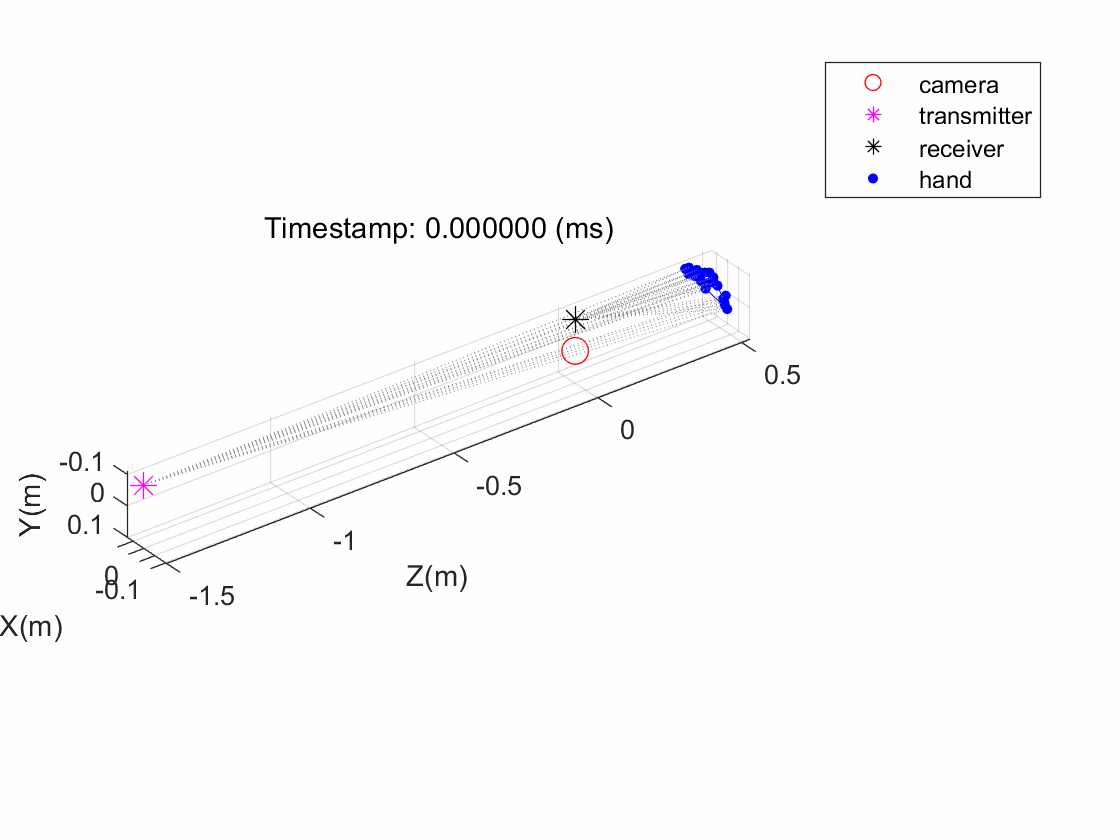 camera
transmitter
receiver
hand
Timestamp: 0.000000 (ms)
0.5
0
-0.5
-1
-1.5
Z(m)
-0.1
0
0.1
Y(m)
0
-0.1
X(m)